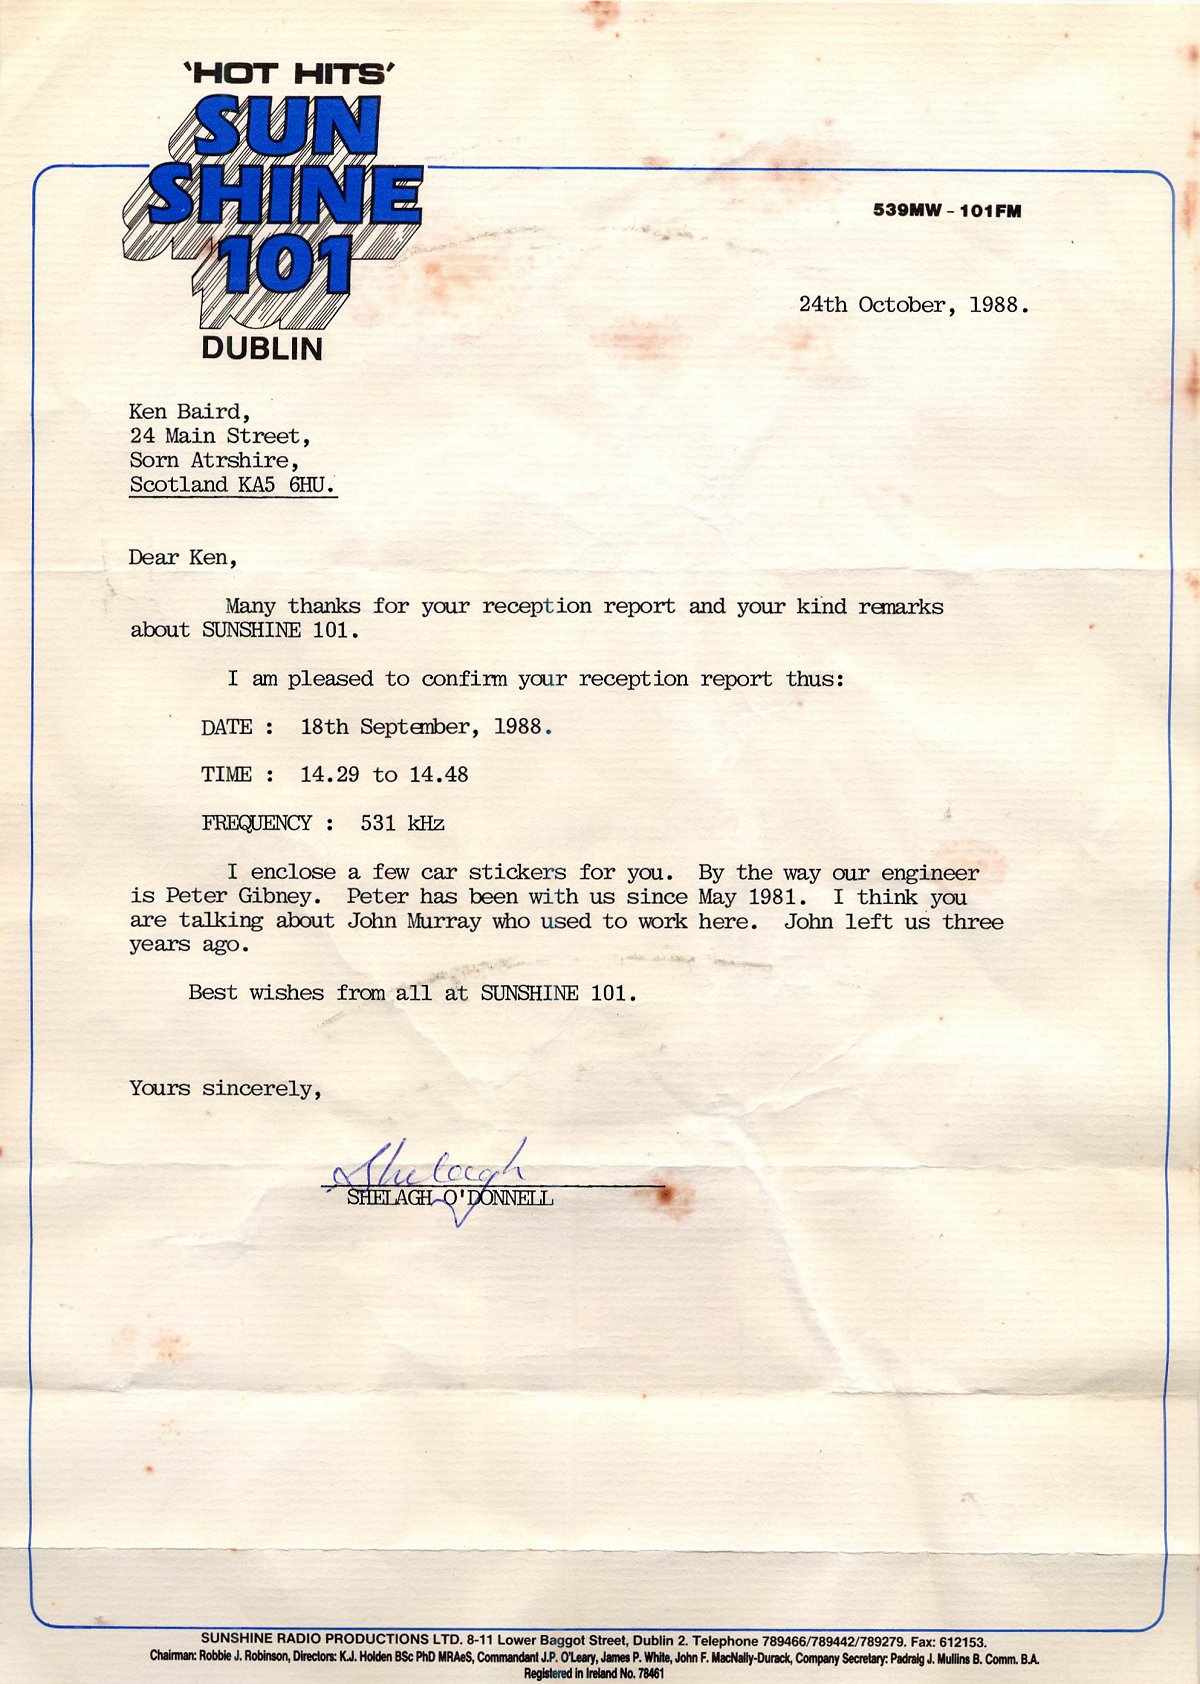 'HOT HITS'
SUN
SHINE
101
DUBLIN
539MW - 101FM
24th October, 1988.
Ken Baird,
24 Main Street,
Sorn Atrshire,
Scotland KA5 6HU.
Dear Ken,
Many thanks for your reception report and your kind remarks
about SUNSHINE 101.
I am pleased to confirm your reception report thus:
DATE : 18th September, 1988.
TIME : 14.29 to 14.48
FREQUENCY : 531 kHz
I enclose a few car stickers for you. By the way our engineer
is Peter Gibney. Peter has been with us since May 1981. I think you
are talking about John Murray who used to work here. John left us three
years ago.
Best wishes from all at SUNSHINE 101.
Yours sincerely,
Shelagh
SHELAGH O'DONNELL
SUNSHINE RADIO PRODUCTIONS LTD. 8-11 Lower Baggot Street, Dublin 2. Telephone 789466/789442/789279. Fax: 612153.
Chairman: Robbie J. Robinson, Directors: K.J. Holden BSc PhD MRAeS, Commandant J.P. O'Leary, James P. White, John F. MacNally-Durack, Company Secretary: Padraig J. Mullins B. Comm. B.A.
Registered in Ireland No. 78461